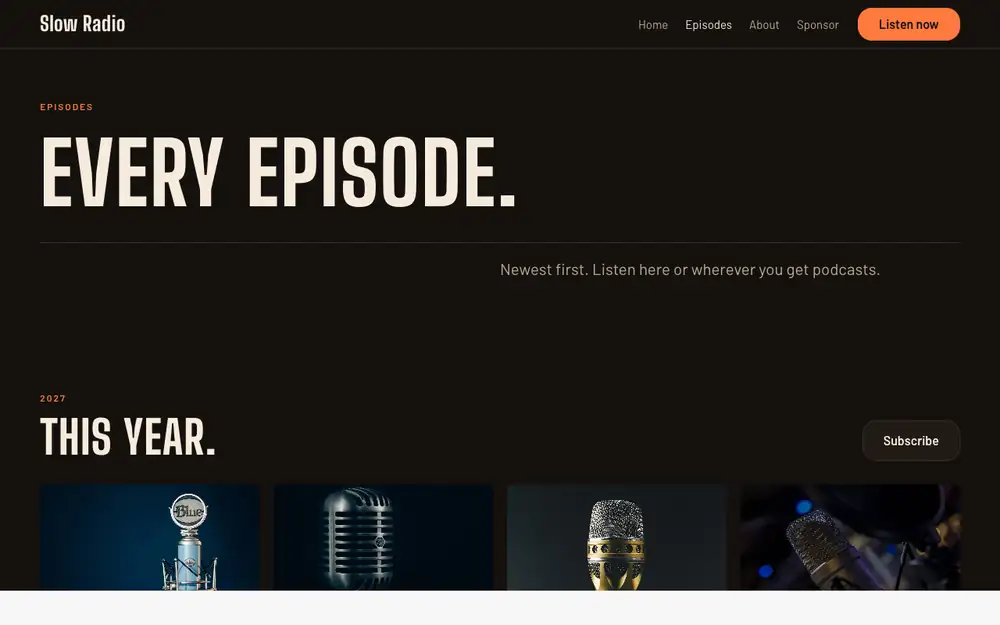 Slow Radio
Home Episodes About Sponsor Listen now
EPISODES
EVERY EPISODE.
Newest first. Listen here or wherever you get podcasts.
2027
THIS YEAR.
Subscribe
Blue